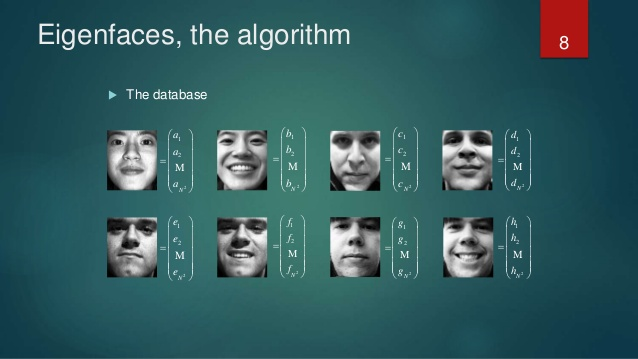 Eigenfaces, the algorithm
8
The database
= (a₁ a₂ M a_N²)
= (b₁ b₂ M b_N²)
= (c₁ c₂ M c_N²)
= (d₁ d₂ M d_N²)
= (e₁ e₂ M e_N²)
= (f₁ f₂ M f_N²)
= (g₁ g₂ M g_N²)
= (h₁ h₂ M h_N²)